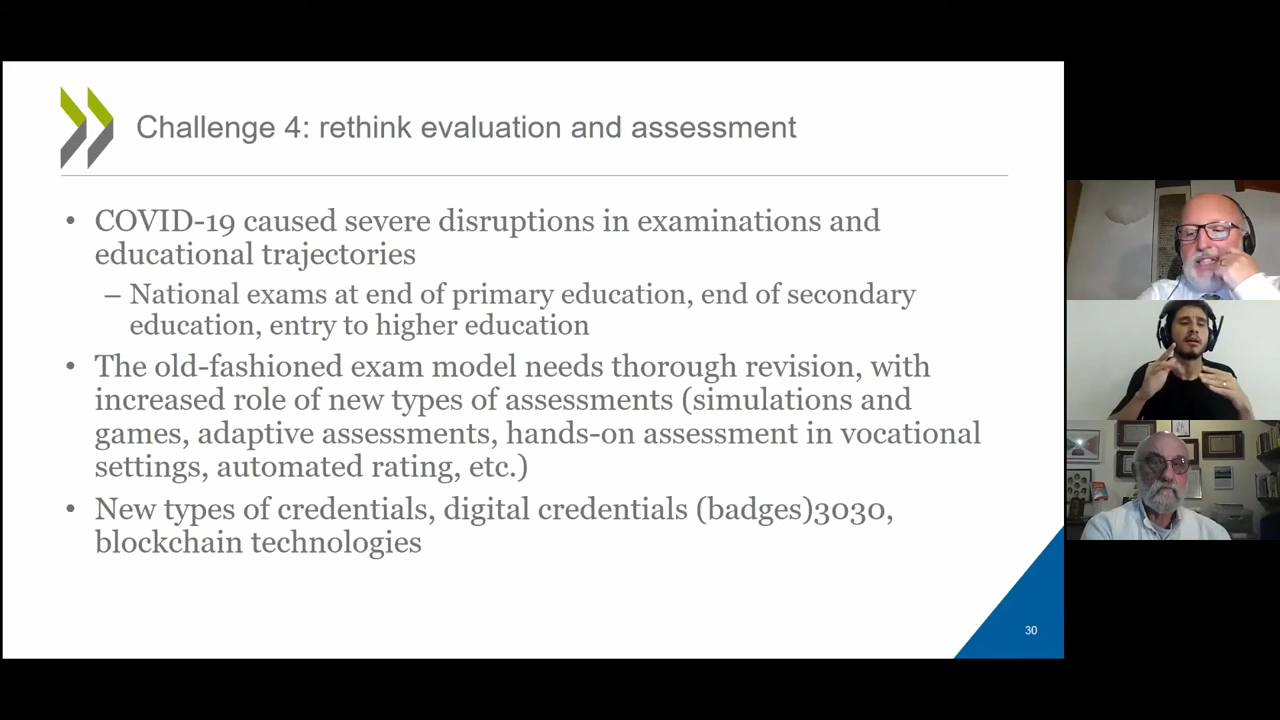 Challenge 4: rethink evaluation and assessment
• COVID-19 caused severe disruptions in examinations and
educational trajectories
– National exams at end of primary education, end of secondary
education, entry to higher education
• The old-fashioned exam model needs thorough revision, with
increased role of new types of assessments (simulations and
games, adaptive assessments, hands-on assessment in vocational
settings, automated rating, etc.)
• New types of credentials, digital credentials (badges)3030,
blockchain technologies
30